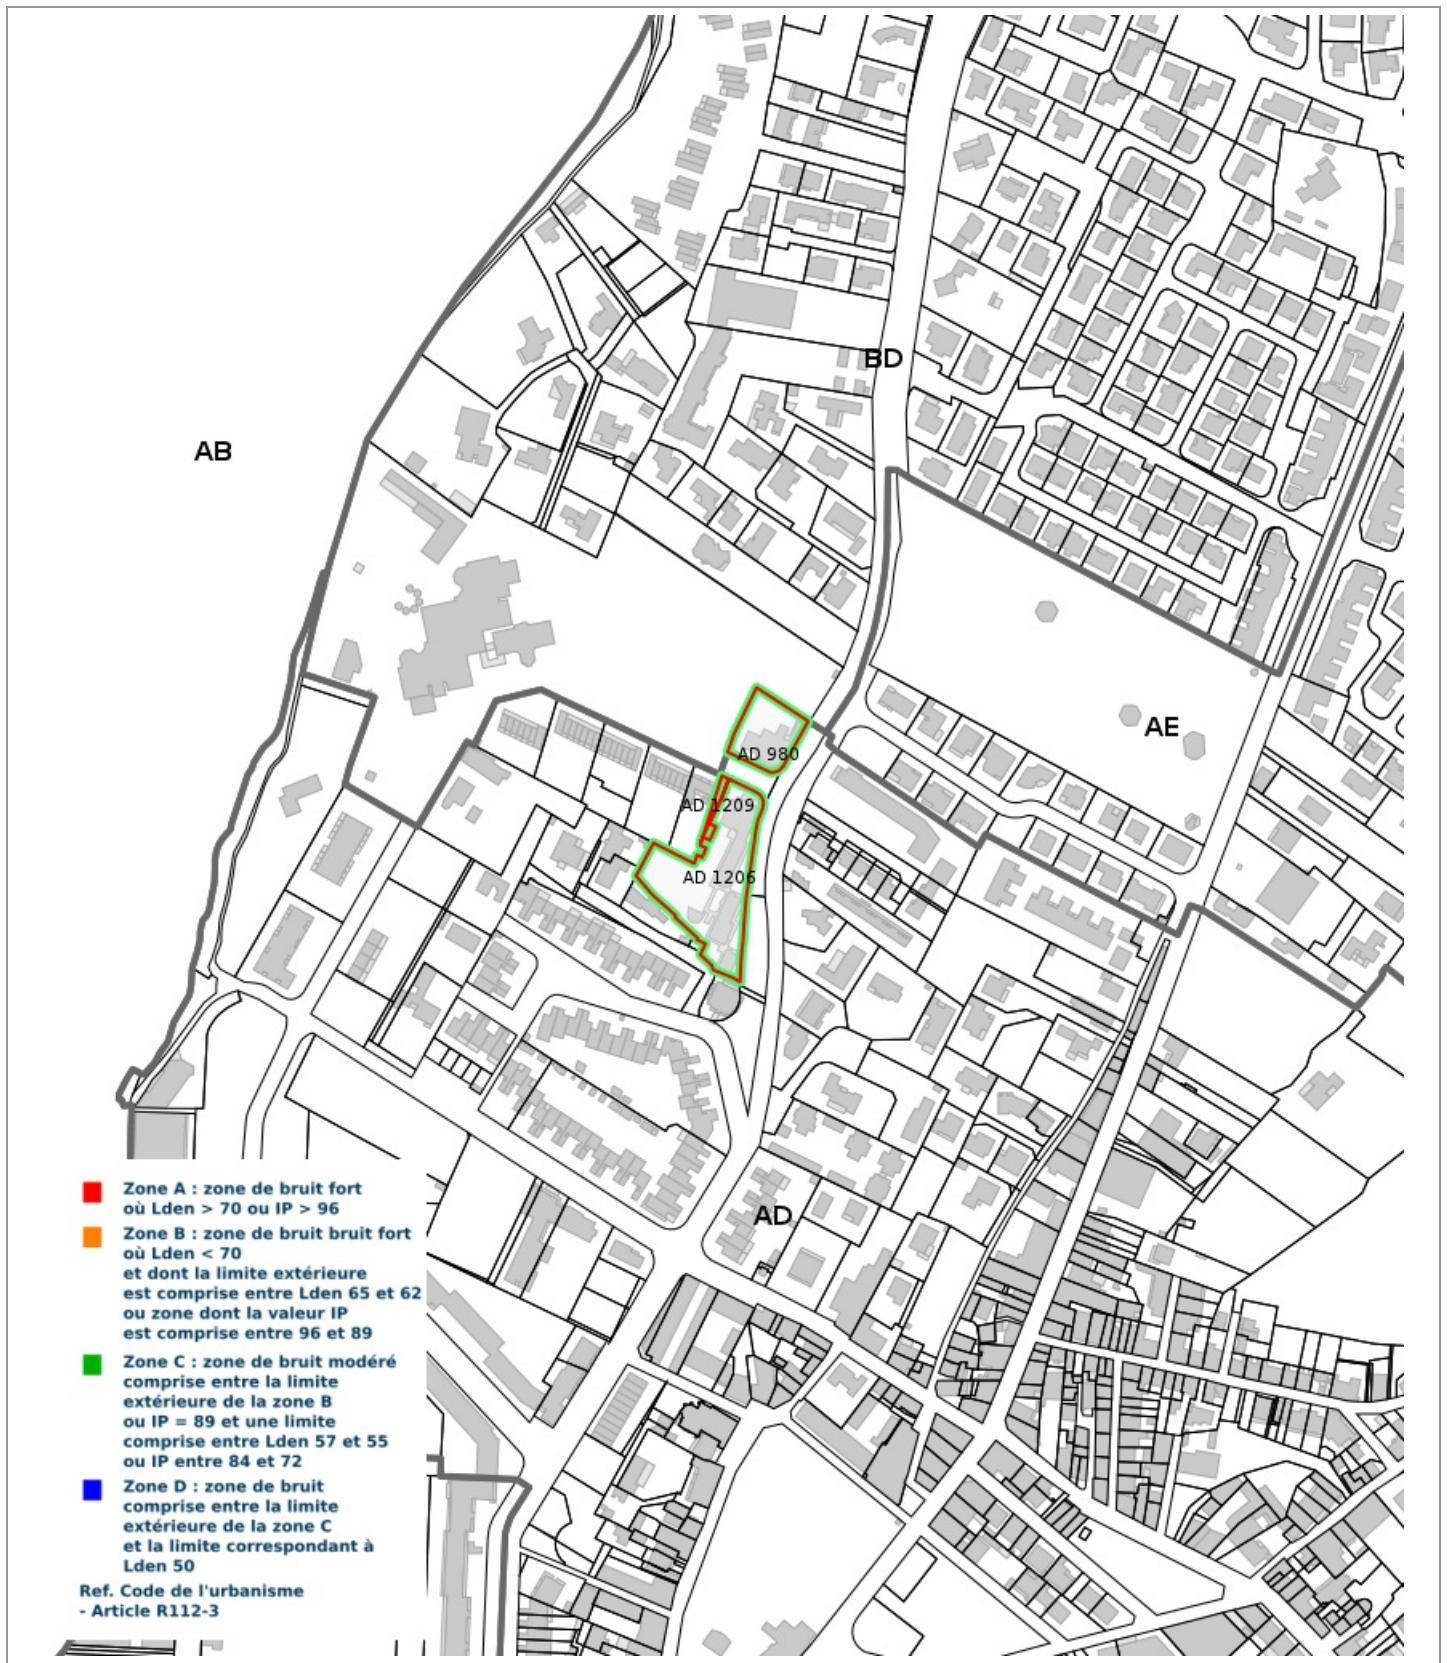 BD
AB
AE
AD 980
AD 1209
AD 1206
AD
Zone A : zone de bruit fort
où Lden > 70 ou IP > 96
Zone B : zone de bruit bruit fort
où Lden < 70
et dont la limite extérieure
est comprise entre Lden 65 et 62
ou zone dont la valeur IP
est comprise entre 96 et 89
Zone C : zone de bruit modéré
comprise entre la limite
extérieure de la zone B
ou IP = 89 et une limite
comprise entre Lden 57 et 55
ou IP entre 84 et 72
Zone D : zone de bruit
comprise entre la limite
extérieure de la zone C
et la limite correspondant à
Lden 50
Ref. Code de l'urbanisme
- Article R112-3